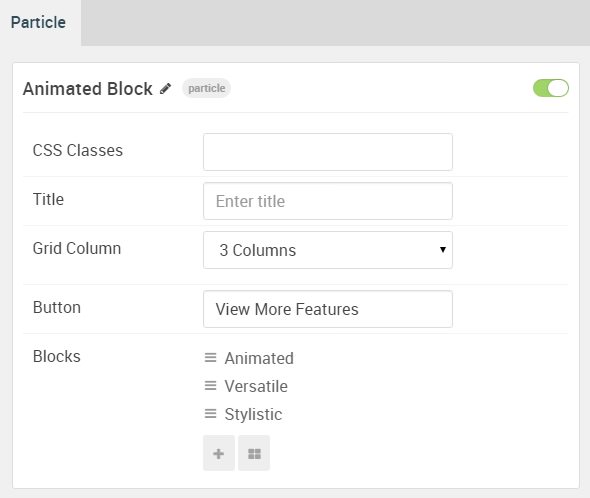 Particle
Animated Block particle
CSS Classes
Title Enter title
Grid Column 3 Columns
Button View More Features
Blocks Animated
Versatile
Stylistic